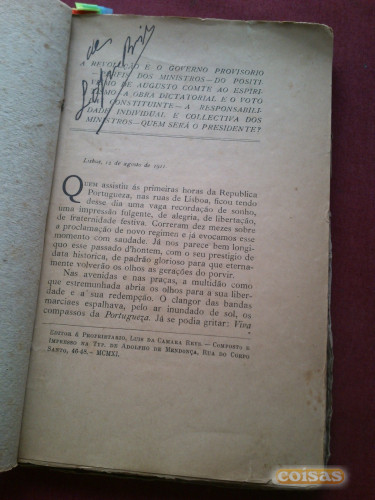 de
A REVOLUÇÃO E O GOVERNO PROVISORIO
PERFIS DOS MINISTROS—DO POSITI-
VISMO DE AUGUSTO COMTE AO ESPIRI-
TISMO—A OBRA DICTATORIAL E O VOTO
DA CONSTITUINTE—A RESPONSABILI-
DADE INDIVIDUAL E COLLECTIVA DOS
MINISTROS—QUEM SERÁ O PRESIDENTE?
Lisboa, 15 de agosto de 1911.
QUEM assistiu ás primeiras horas da Republica
Portugueza, nas ruas de Lisboa, ficou tendo
desse dia uma vaga recordação de sonho,
uma impressão fulgente, de alegria, de libertação,
de fraternidade festiva. Correram dez mezes sobre
a proclamação do novo regimen e já evocamos esse
momento com saudade. Já nos parece bem longin-
quo esse passado d'hontem, com o seu prestigio de
data historica, de padrão glorioso para que eterna-
mente volverão os olhos as gerações do porvir.
Nas avenidas e nas praças, a multidão como
que estremunhada abria os olhos para a sua liber-
dade e a sua redempção. O clangor das bandas
marciaes espalhava, pelo ar inundado de sol, os
compassos da Portugueza. Já se podia gritar: Viva
EDITOR E PROPRIETARIO, LUIS DA CAMARA REYS.—COMPOSTO E
IMPRESSO NA TYP. DE ADOLPHO DE MENDONÇA, RUA DO CORPO
SANTO, 46-48.—MCMXI.
coisas